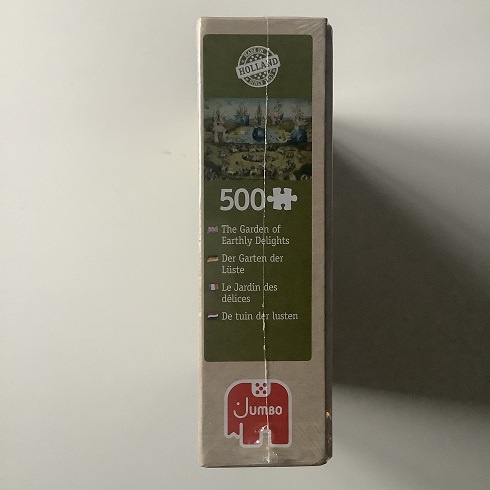 MADE IN
HOLLAND
500
The Garden of
Earthly Delights
Der Garten der
Lüste
Le Jardin des
délices
De tuin der lusten
JUMBO